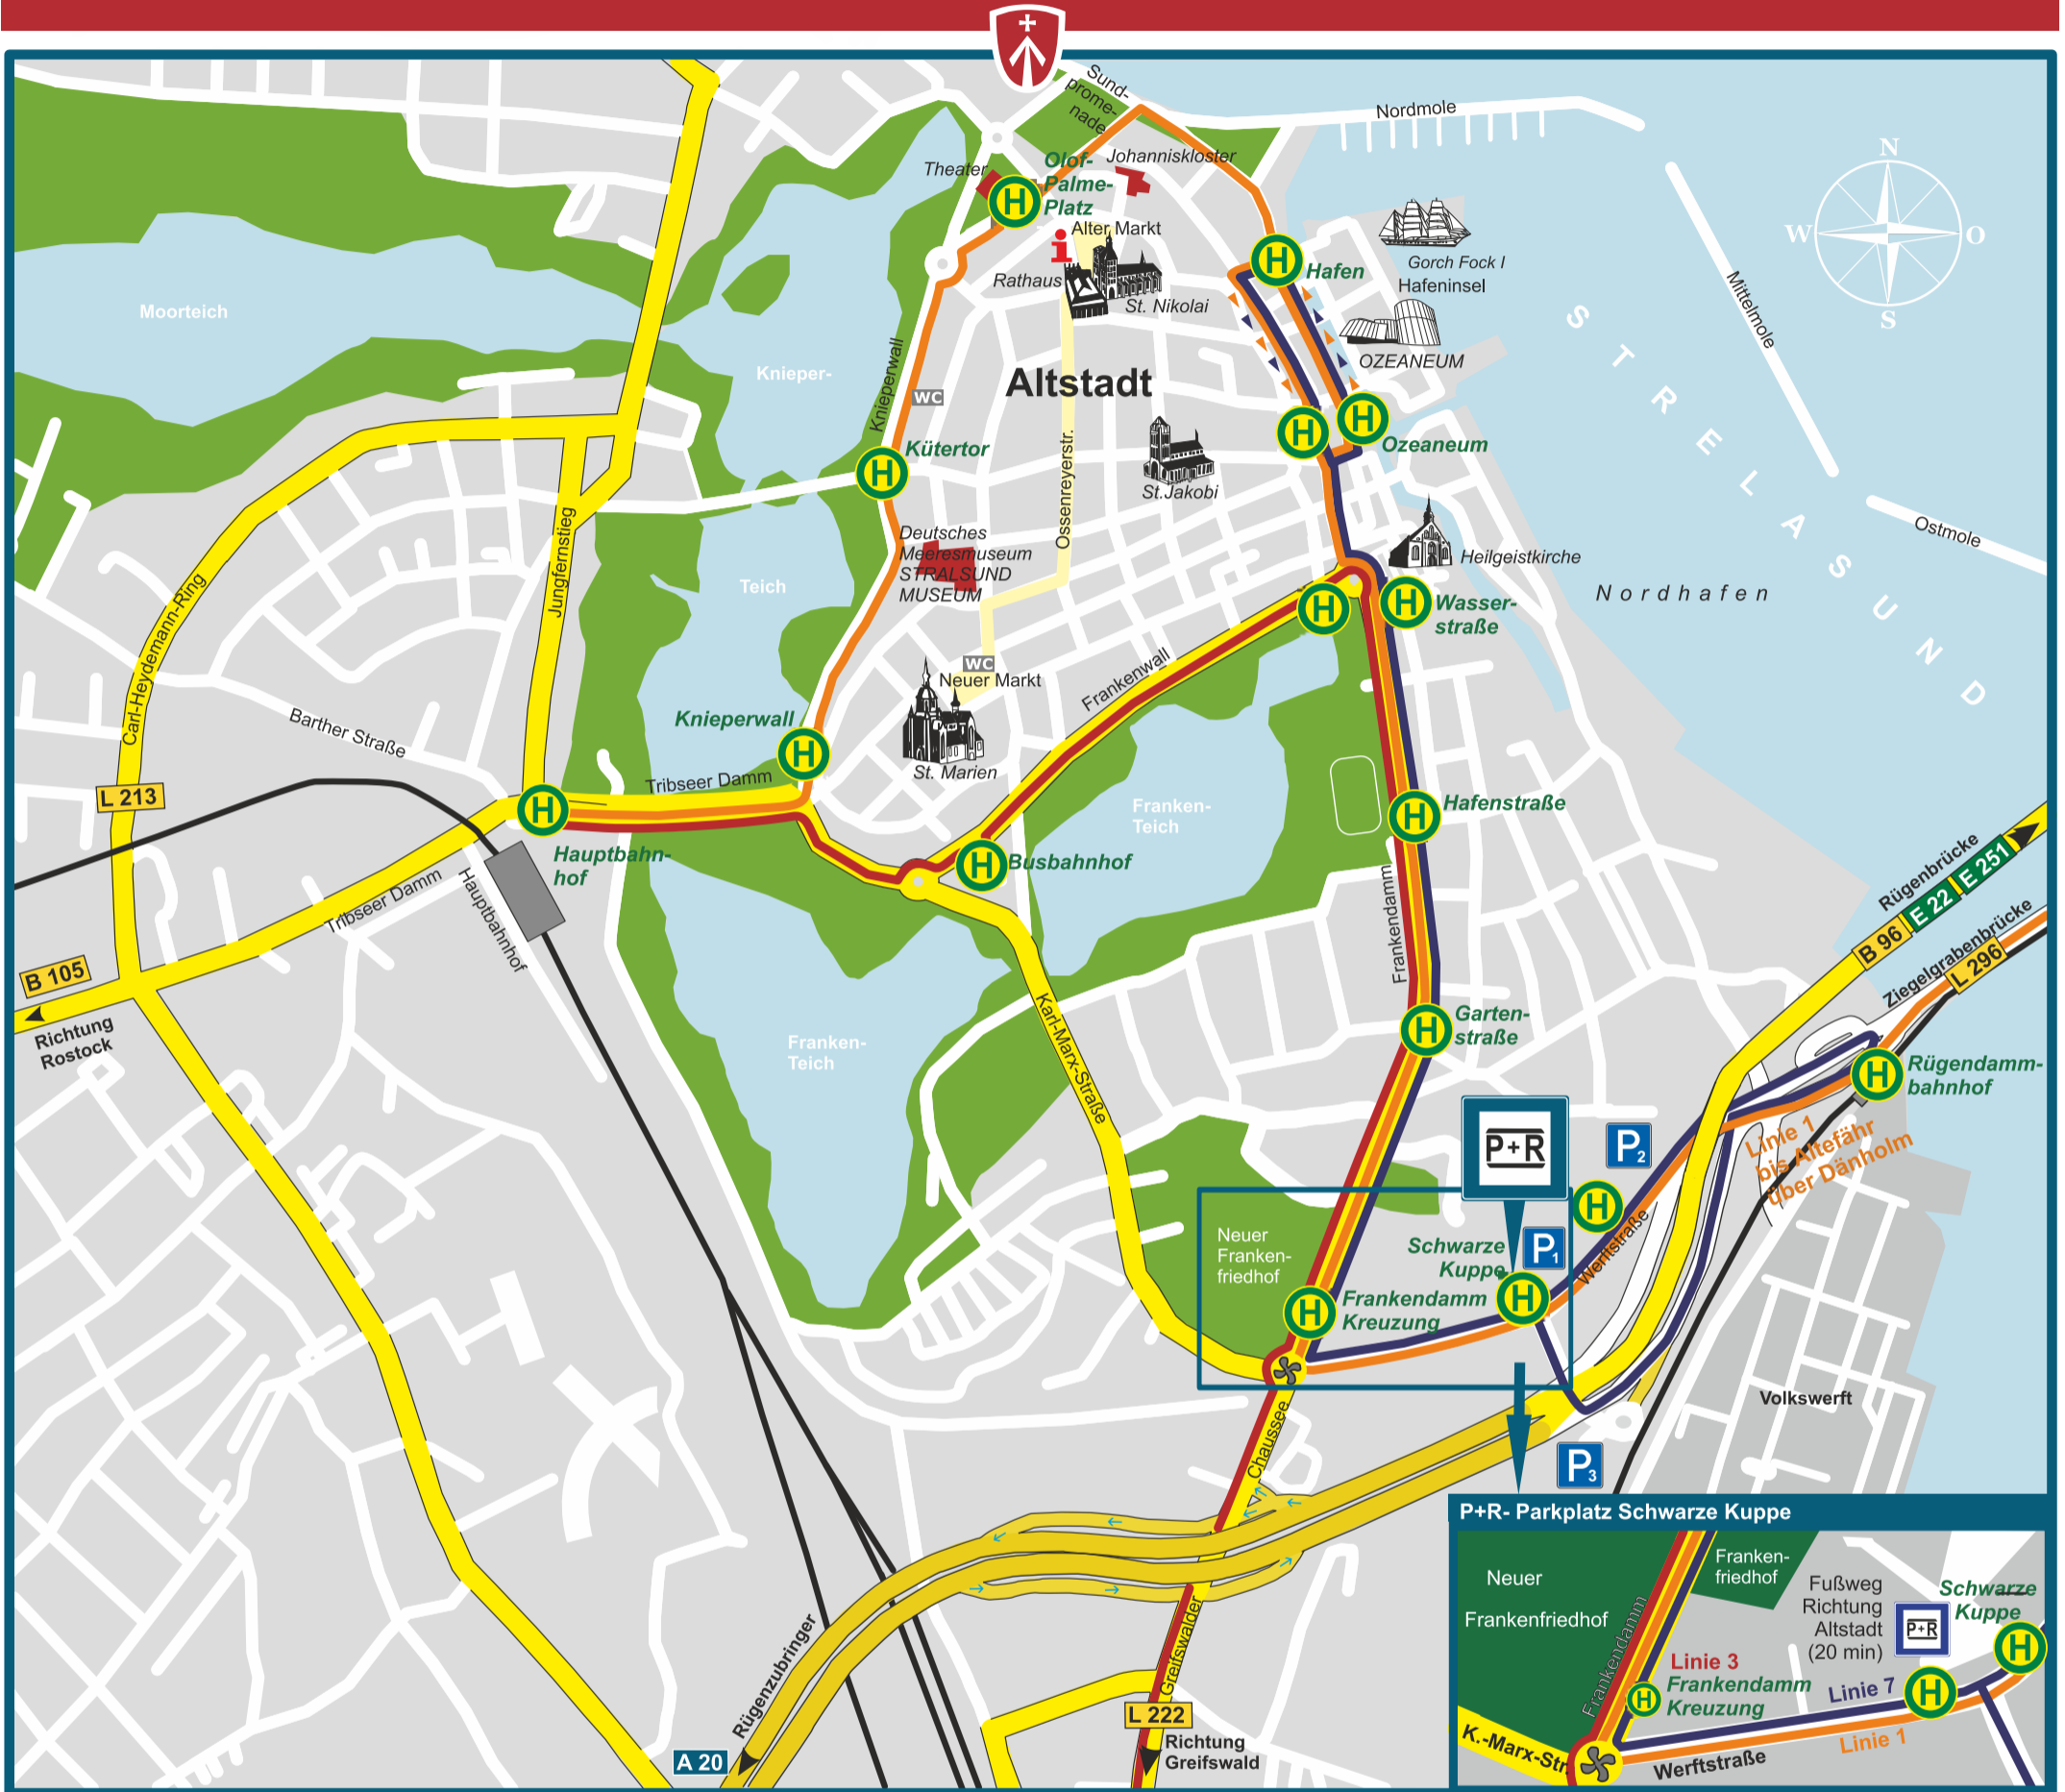 Sund-
prome-
nade
Nordmole
Theater
Johanniskloster
Olof-
Palme-
Platz
H
N
W
O
S
Alter Markt
i
Rathaus
St. Nikolai
H
Hafen
Gorch Fock I
Hafeninsel
OZEANEUM
Mittelmole
STRELASUND
Moorteich
Knieper-
Knieperwall
WC
Altstadt
H
H
Ozeaneum
H
Kütertor
Ossenreyerstr.
St.Jakobi
Ostmole
Deutsches
Meeresmuseum
STRALSUND
MUSEUM
Heilgeistkirche
Nordhafen
Teich
Jungfernstieg
Carl-Heydemann-Ring
H
H
Wasser-
straße
WC
Neuer Markt
Frankenwall
Knieperwall
H
St. Marien
Barther Straße
Tribseer Damm
L 213
H
Hauptbahn-
hof
Franken-
Teich
H
Hafenstraße
H
Busbahnhof
Hauptbahnhof
Tribseer Damm
Frankendamm
Rügenbrücke
B 96
E 22
E 251
Ziegelgrabenbrücke
L 296
B 105
Richtung
Rostock
Karl-Marx-Straße
Franken-
Teich
H
Garten-
straße
H
Rügendamm-
bahnhof
P+R
P2
Linie 1
bis Altefähr
über Dänholm
H
Neuer
Franken-
friedhof
Schwarze
Kuppe
P1
Werftstraße
H
Frankendamm
Kreuzung
H
Volkswerft
Chaussee
P3
Greifswalder
Rügenzubringer
A 20
L 222
Richtung
Greifswald
P+R- Parkplatz Schwarze Kuppe
Neuer
Frankenfriedhof
Franken-
friedhof
Fußweg
Richtung
Altstadt
(20 min)
P+R
Schwarze
Kuppe
H
Frankendamm
Linie 3
H
Frankendamm
Kreuzung
Linie 7
H
Linie 1
K.-Marx-Str.
Werftstraße